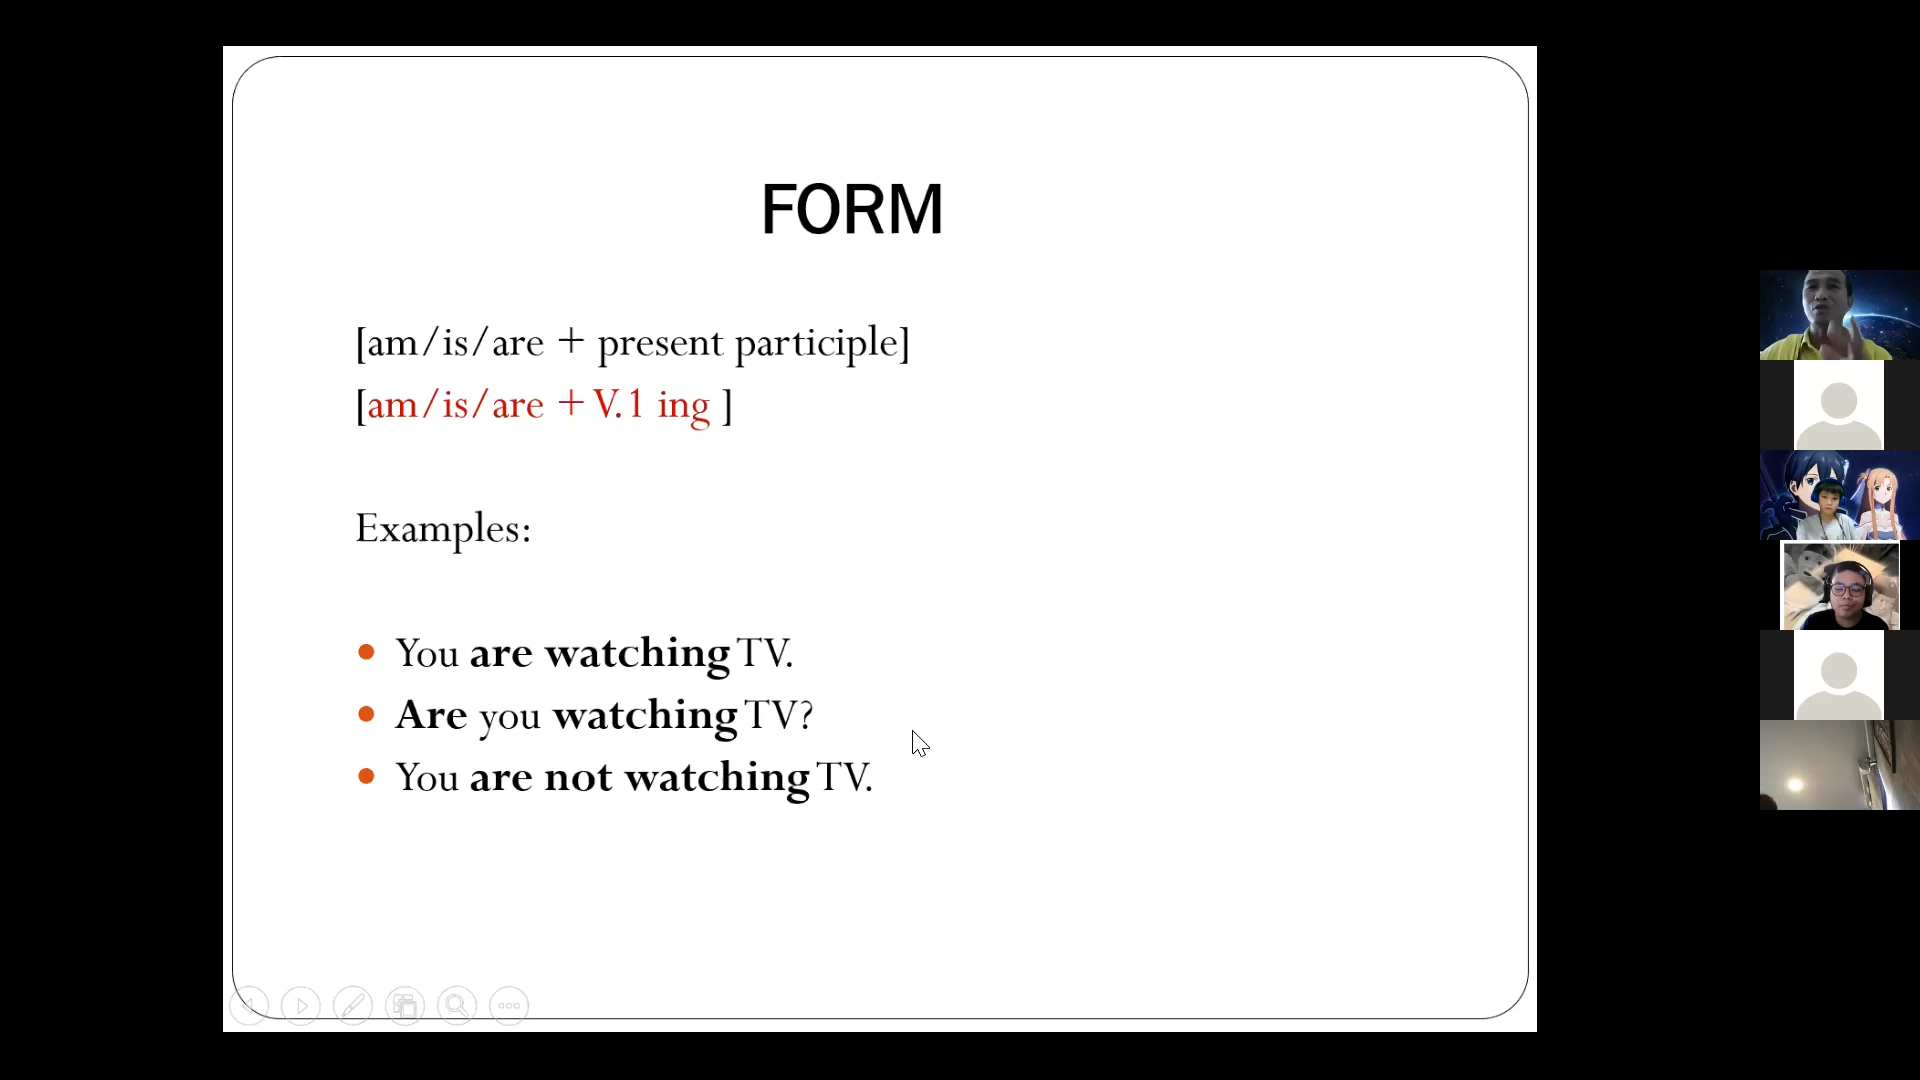 FORM
[am/is/are + present participle]
[am/is/are + V.1 ing ]
Examples:
You are watching TV.
Are you watching TV?
You are not watching TV.